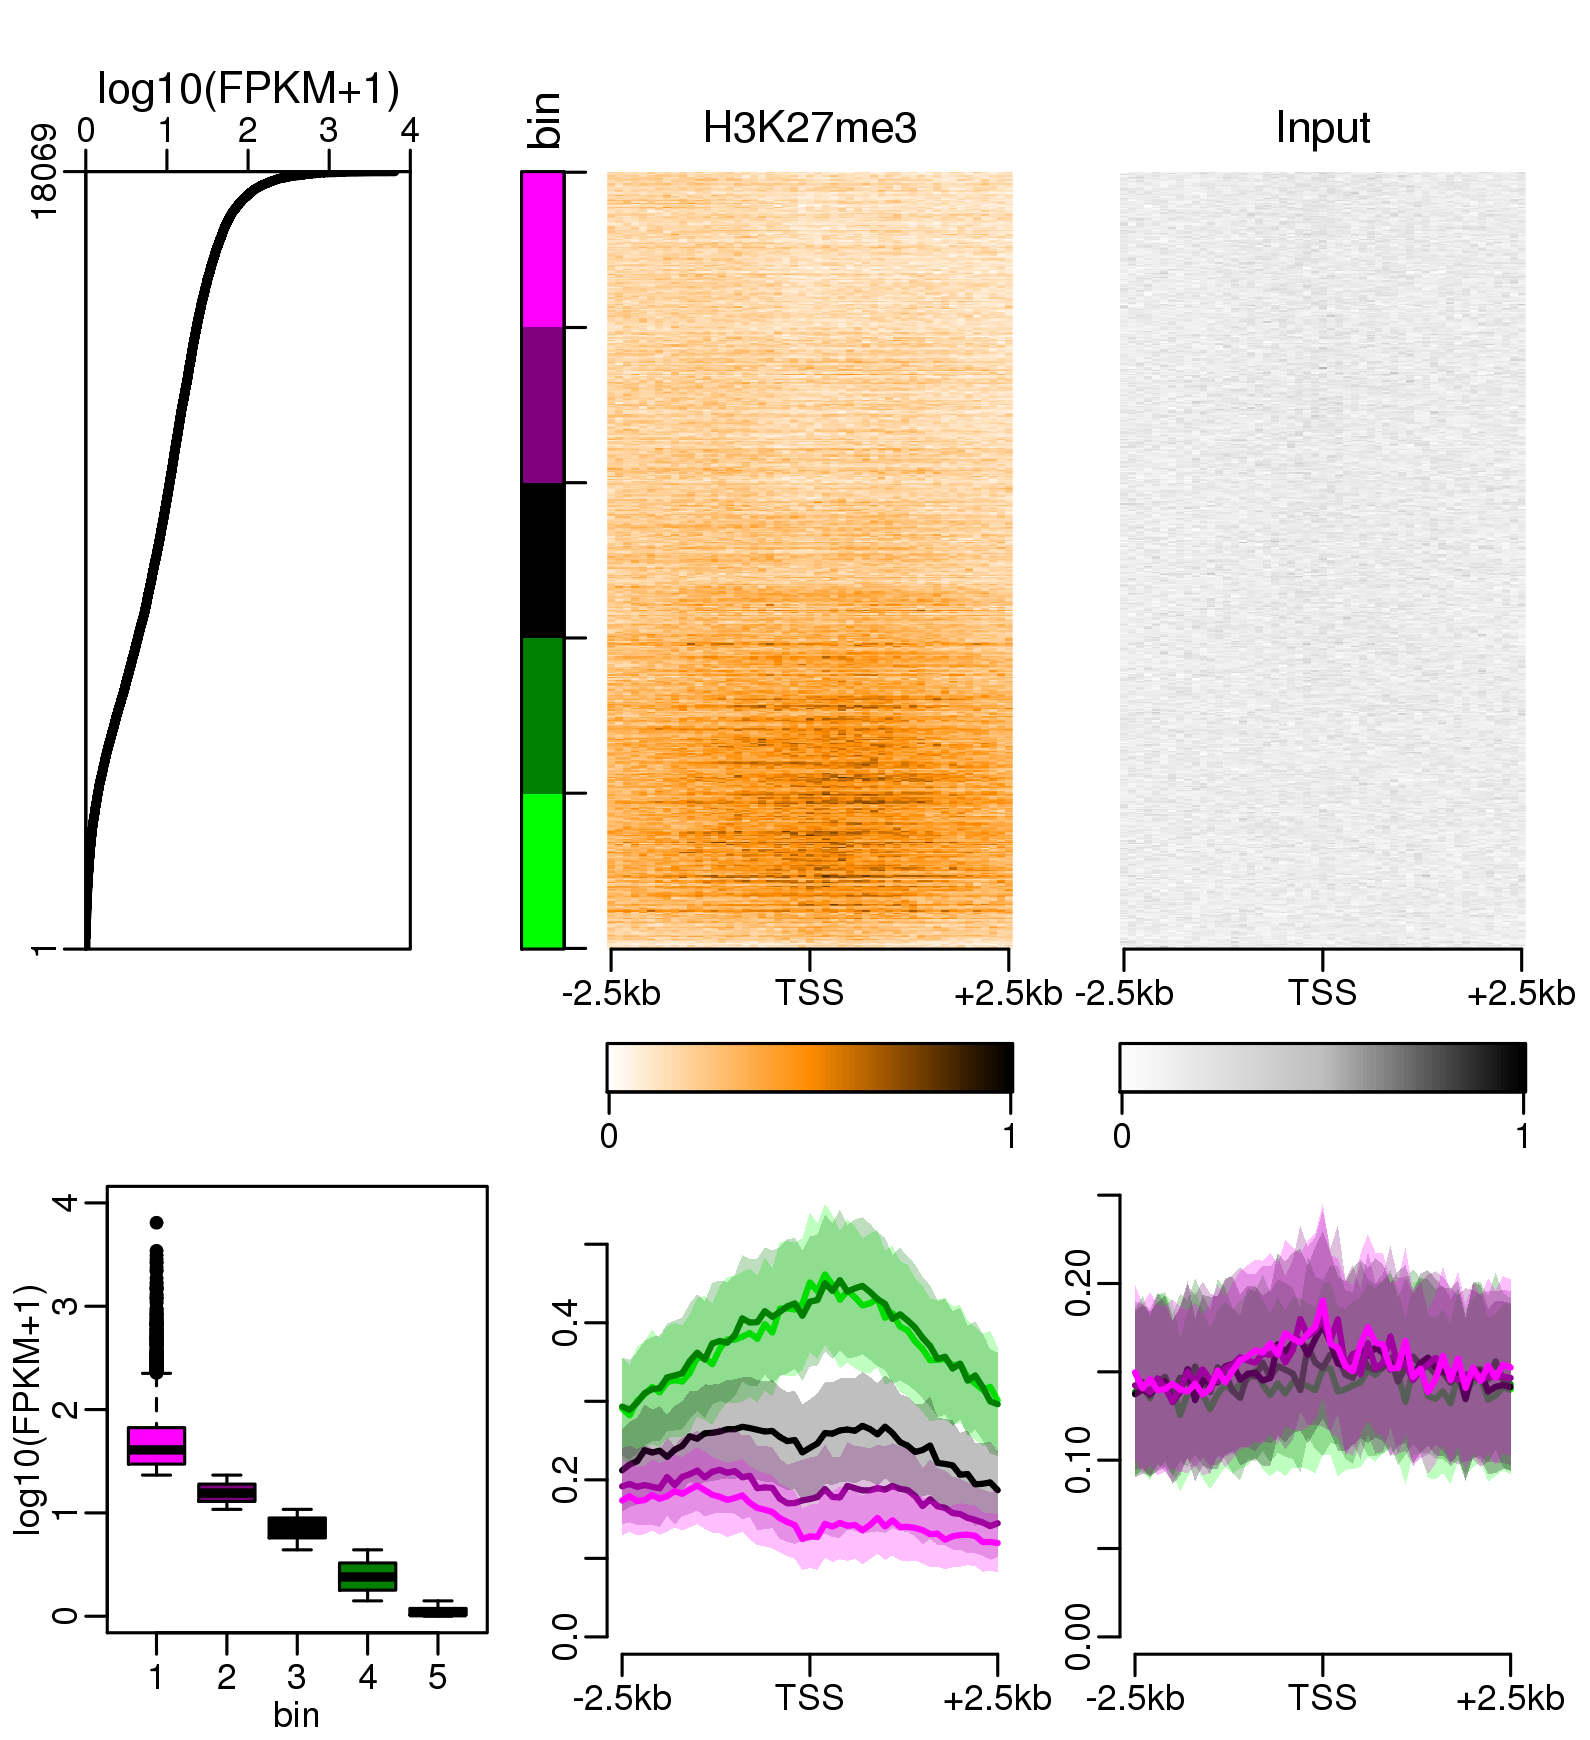 log10(FPKM+1)
0 1 2 3 4
18069
1
bin
H3K27me3
-2.5kb TSS +2.5kb
0 1
Input
-2.5kb TSS +2.5kb
0 1
log10(FPKM+1)
4
3
2
1
0
1 2 3 4 5
bin
0.4
0.2
0.0
-2.5kb TSS +2.5kb
0.20
0.10
0.00
-2.5kb TSS +2.5kb